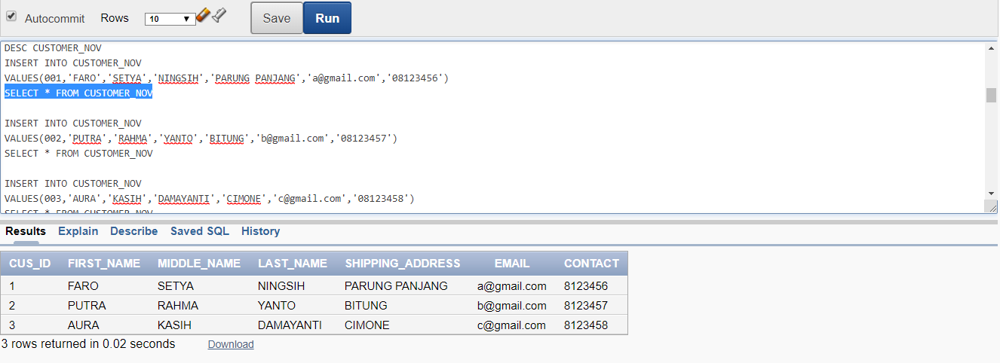 Autocommit Rows 10 Save Run
DESC CUSTOMER_NOV
INSERT INTO CUSTOMER_NOV
VALUES(001,'FARO','SETYA','NINGSIH','PARUNG PANJANG','a@gmail.com','08123456')
SELECT * FROM CUSTOMER_NOV
INSERT INTO CUSTOMER_NOV
VALUES(002,'PUTRA','RAHMA','YANTO','BITUNG','b@gmail.com','08123457')
SELECT * FROM CUSTOMER_NOV
INSERT INTO CUSTOMER_NOV
VALUES(003,'AURA','KASIH','DAMAYANTI','CIMONE','c@gmail.com','08123458')
SELECT * FROM CUSTOMER_NOV
Results Explain Describe Saved SQL History
CUS_ID FIRST_NAME MIDDLE_NAME LAST_NAME SHIPPING_ADDRESS EMAIL CONTACT
1 FARO SETYA NINGSIH PARUNG PANJANG a@gmail.com 8123456
2 PUTRA RAHMA YANTO BITUNG b@gmail.com 8123457
3 AURA KASIH DAMAYANTI CIMONE c@gmail.com 8123458
3 rows returned in 0.02 seconds Download